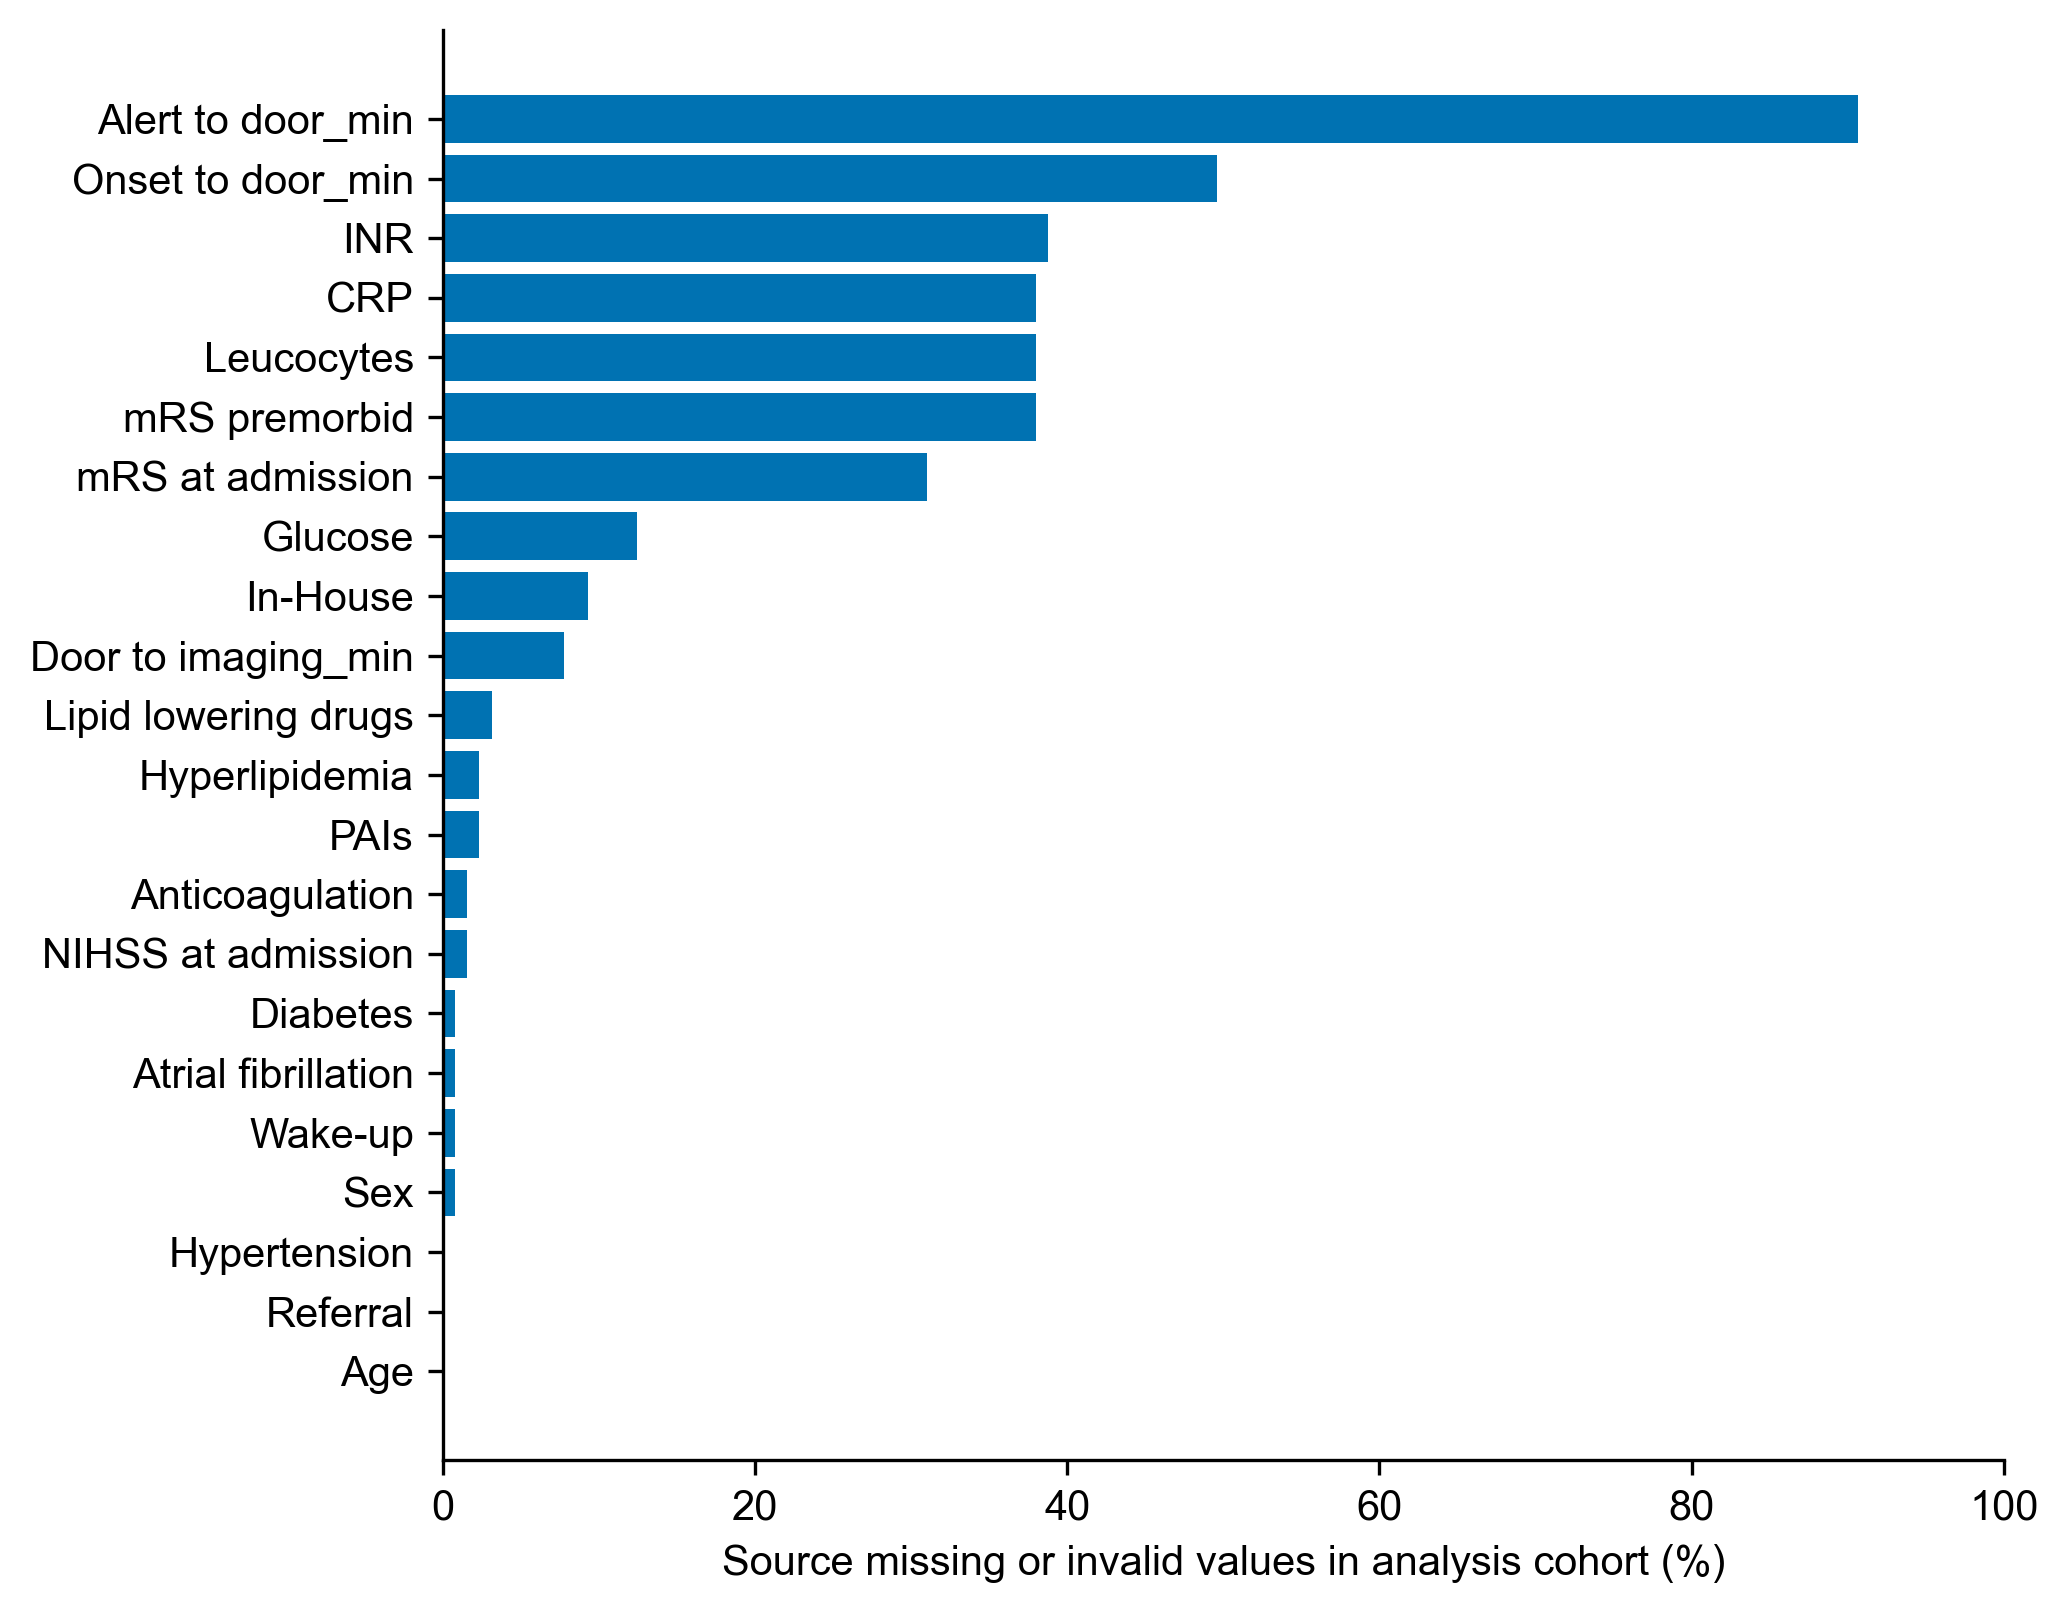 Alert to door_min
Onset to door_min
INR
CRP
Leucocytes
mRS premorbid
mRS at admission
Glucose
In-House
Door to imaging_min
Lipid lowering drugs
Hyperlipidemia
PAIs
Anticoagulation
NIHSS at admission
Diabetes
Atrial fibrillation
Wake-up
Sex
Hypertension
Referral
Age
0 20 40 60 80 100
Source missing or invalid values in analysis cohort (%)